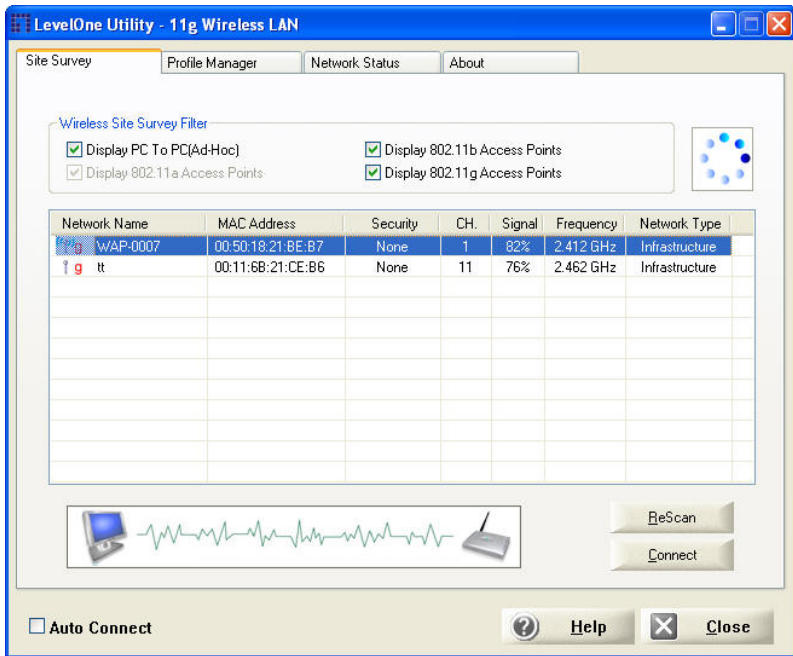 LevelOne Utility - 11g Wireless LAN
Site Survey Profile Manager Network Status About
Wireless Site Survey Filter
Display PC To PC(Ad-Hoc) Display 802.11b Access Points
Display 802.11a Access Points Display 802.11g Access Points
Network Name MAC Address Security CH. Signal Frequency Network Type
g WAP-0007 00:50:18:21:BE:B7 None 1 82% 2.412 GHz Infrastructure
g tt 00:11:6B:21:CE:B6 None 11 76% 2.462 GHz Infrastructure
ReScan
Connect
Auto Connect Help Close